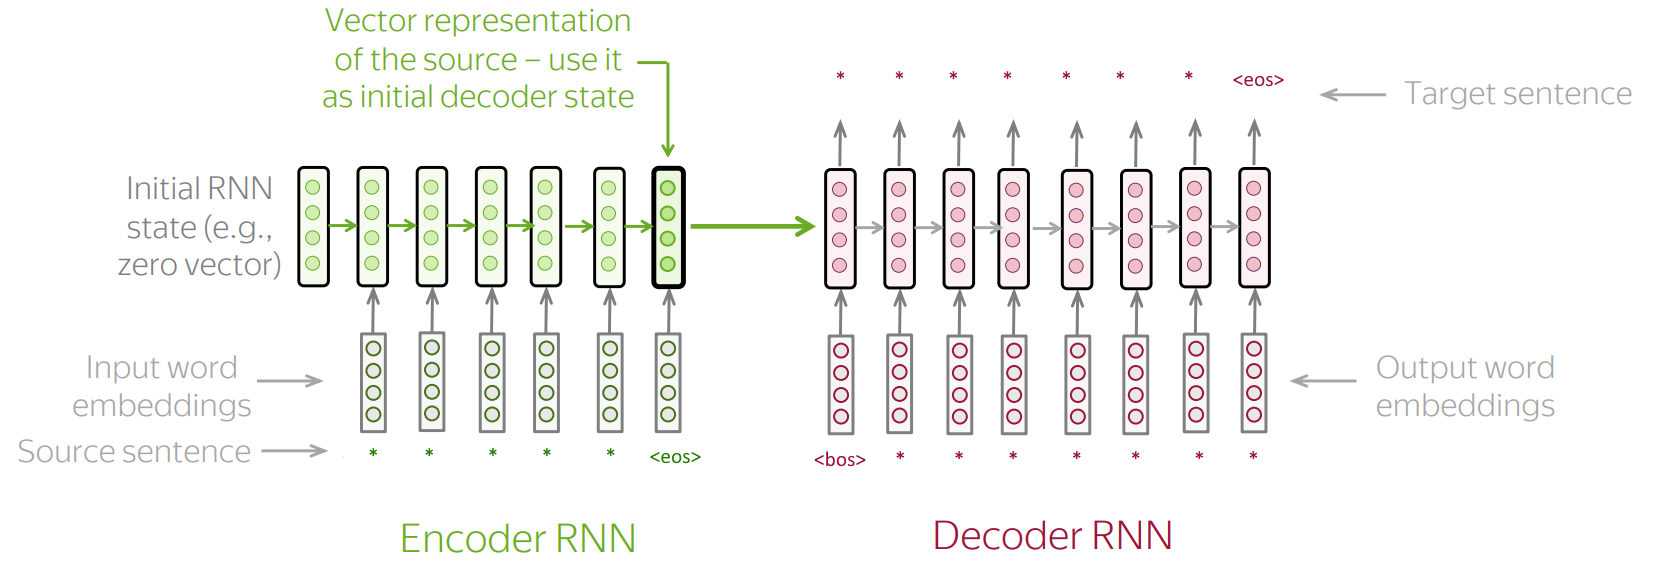 Vector representation
of the source – use it
as initial decoder state
* * * * * * * <eos>
Target sentence
Initial RNN
state (e.g.,
zero vector)
Input word
embeddings
Output word
embeddings
Source sentence
* * * * * <eos>
<bos> * * * * * * *
Encoder RNN
Decoder RNN